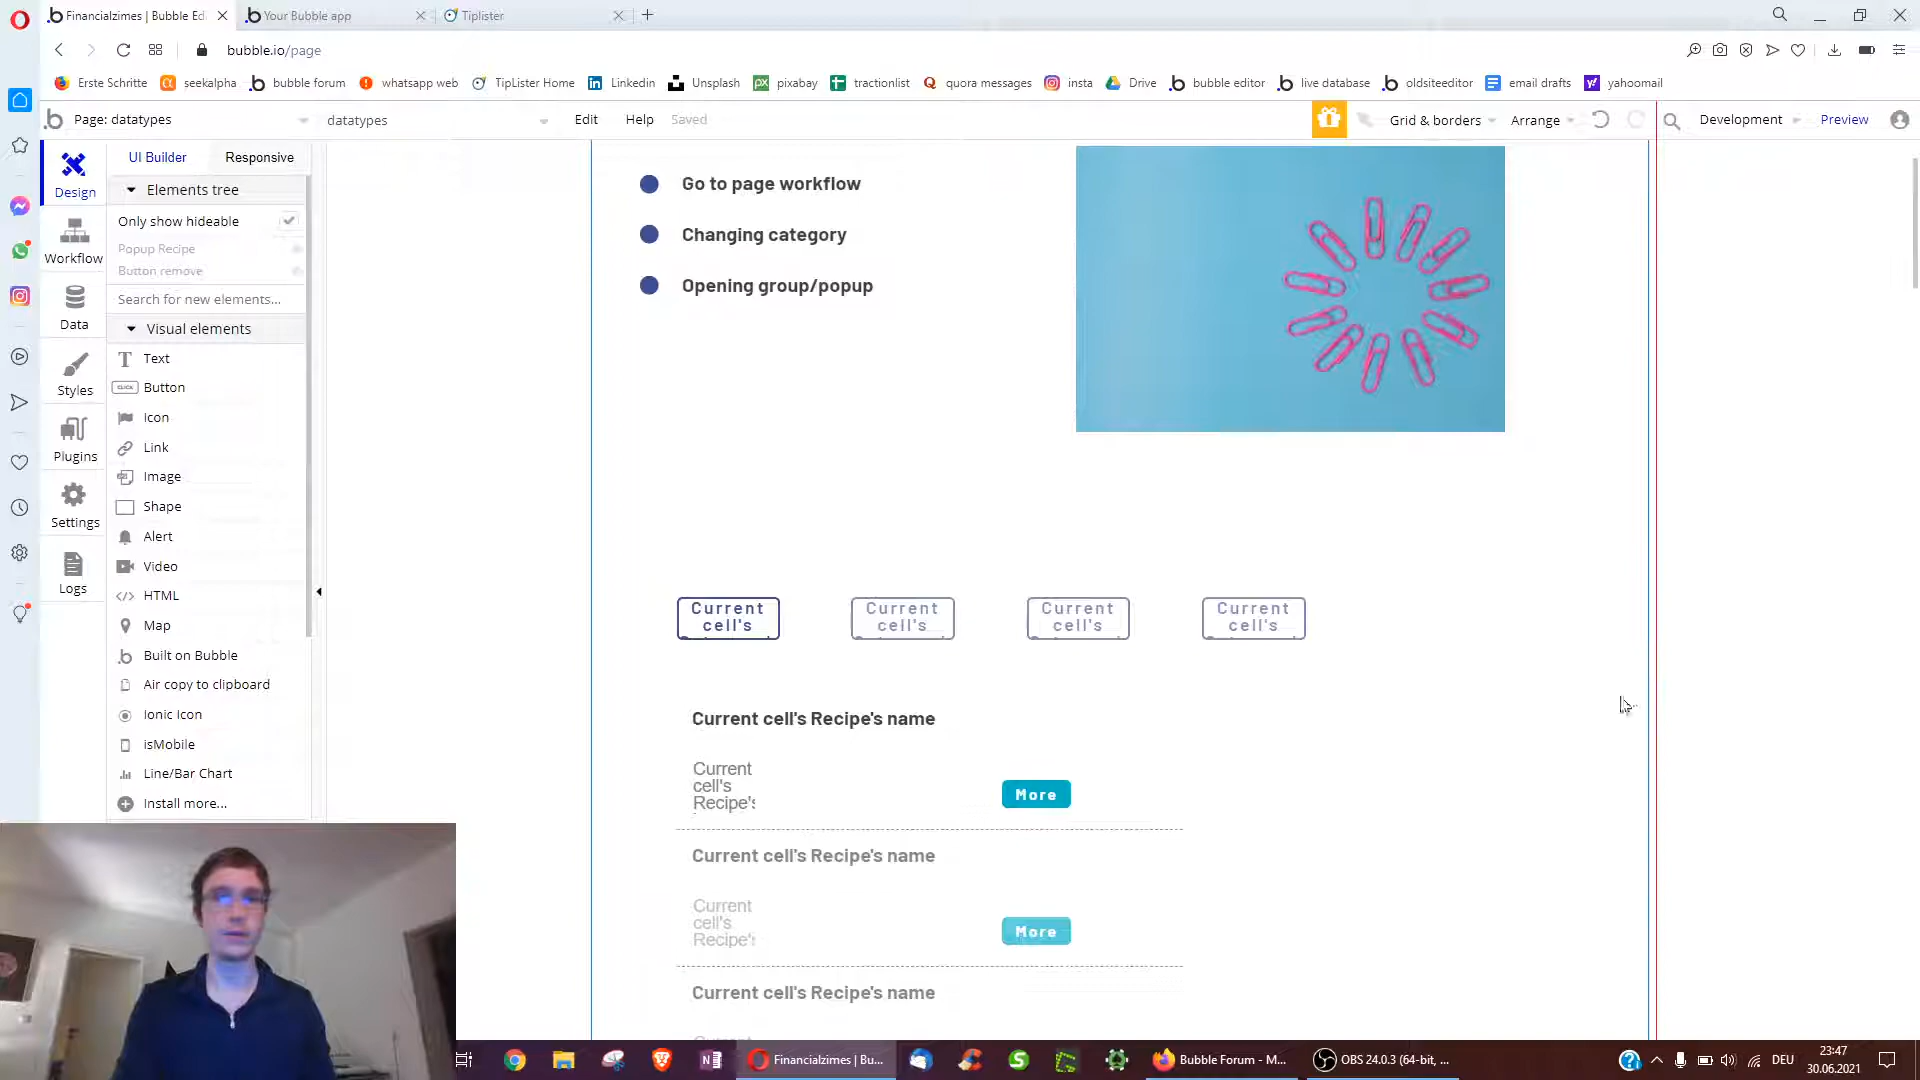 Financialzimes | Bubble Edi
Your Bubble app
Tiplister
bubble.io/page
Erste Schritte
seekalpha
bubble forum
whatsapp web
TipLister Home
Linkedin
Unsplash
pixabay
tractionlist
quora messages
insta
Drive
bubble editor
live database
oldsiteeditor
email drafts
yahoomail
Page: datatypes
datatypes
Edit
Help
Saved
Grid & borders
Arrange
Development
Preview
Design
Workflow
Data
Styles
Plugins
Settings
Logs
UI Builder
Responsive
Elements tree
Only show hideable
Popup Recipe
Button remove
Search for new elements...
Visual elements
Text
CLICK
Button
Icon
Link
Image
Shape
Alert
Video
HTML
Map
Built on Bubble
Air copy to clipboard
Ionic Icon
isMobile
Line/Bar Chart
Install more...
Go to page workflow
Changing category
Opening group/popup
Current
cell's
Current
cell's
Current
cell's
Current
cell's
Current cell's Recipe's name
Current
cell's
Recipe's
More
Current cell's Recipe's name
Current
cell's
Recipe's
More
Current cell's Recipe's name
Financialzimes | Bu...
Bubble Forum - M...
OBS 24.0.3 (64-bit, ...
DEU
23:47
30.06.2021